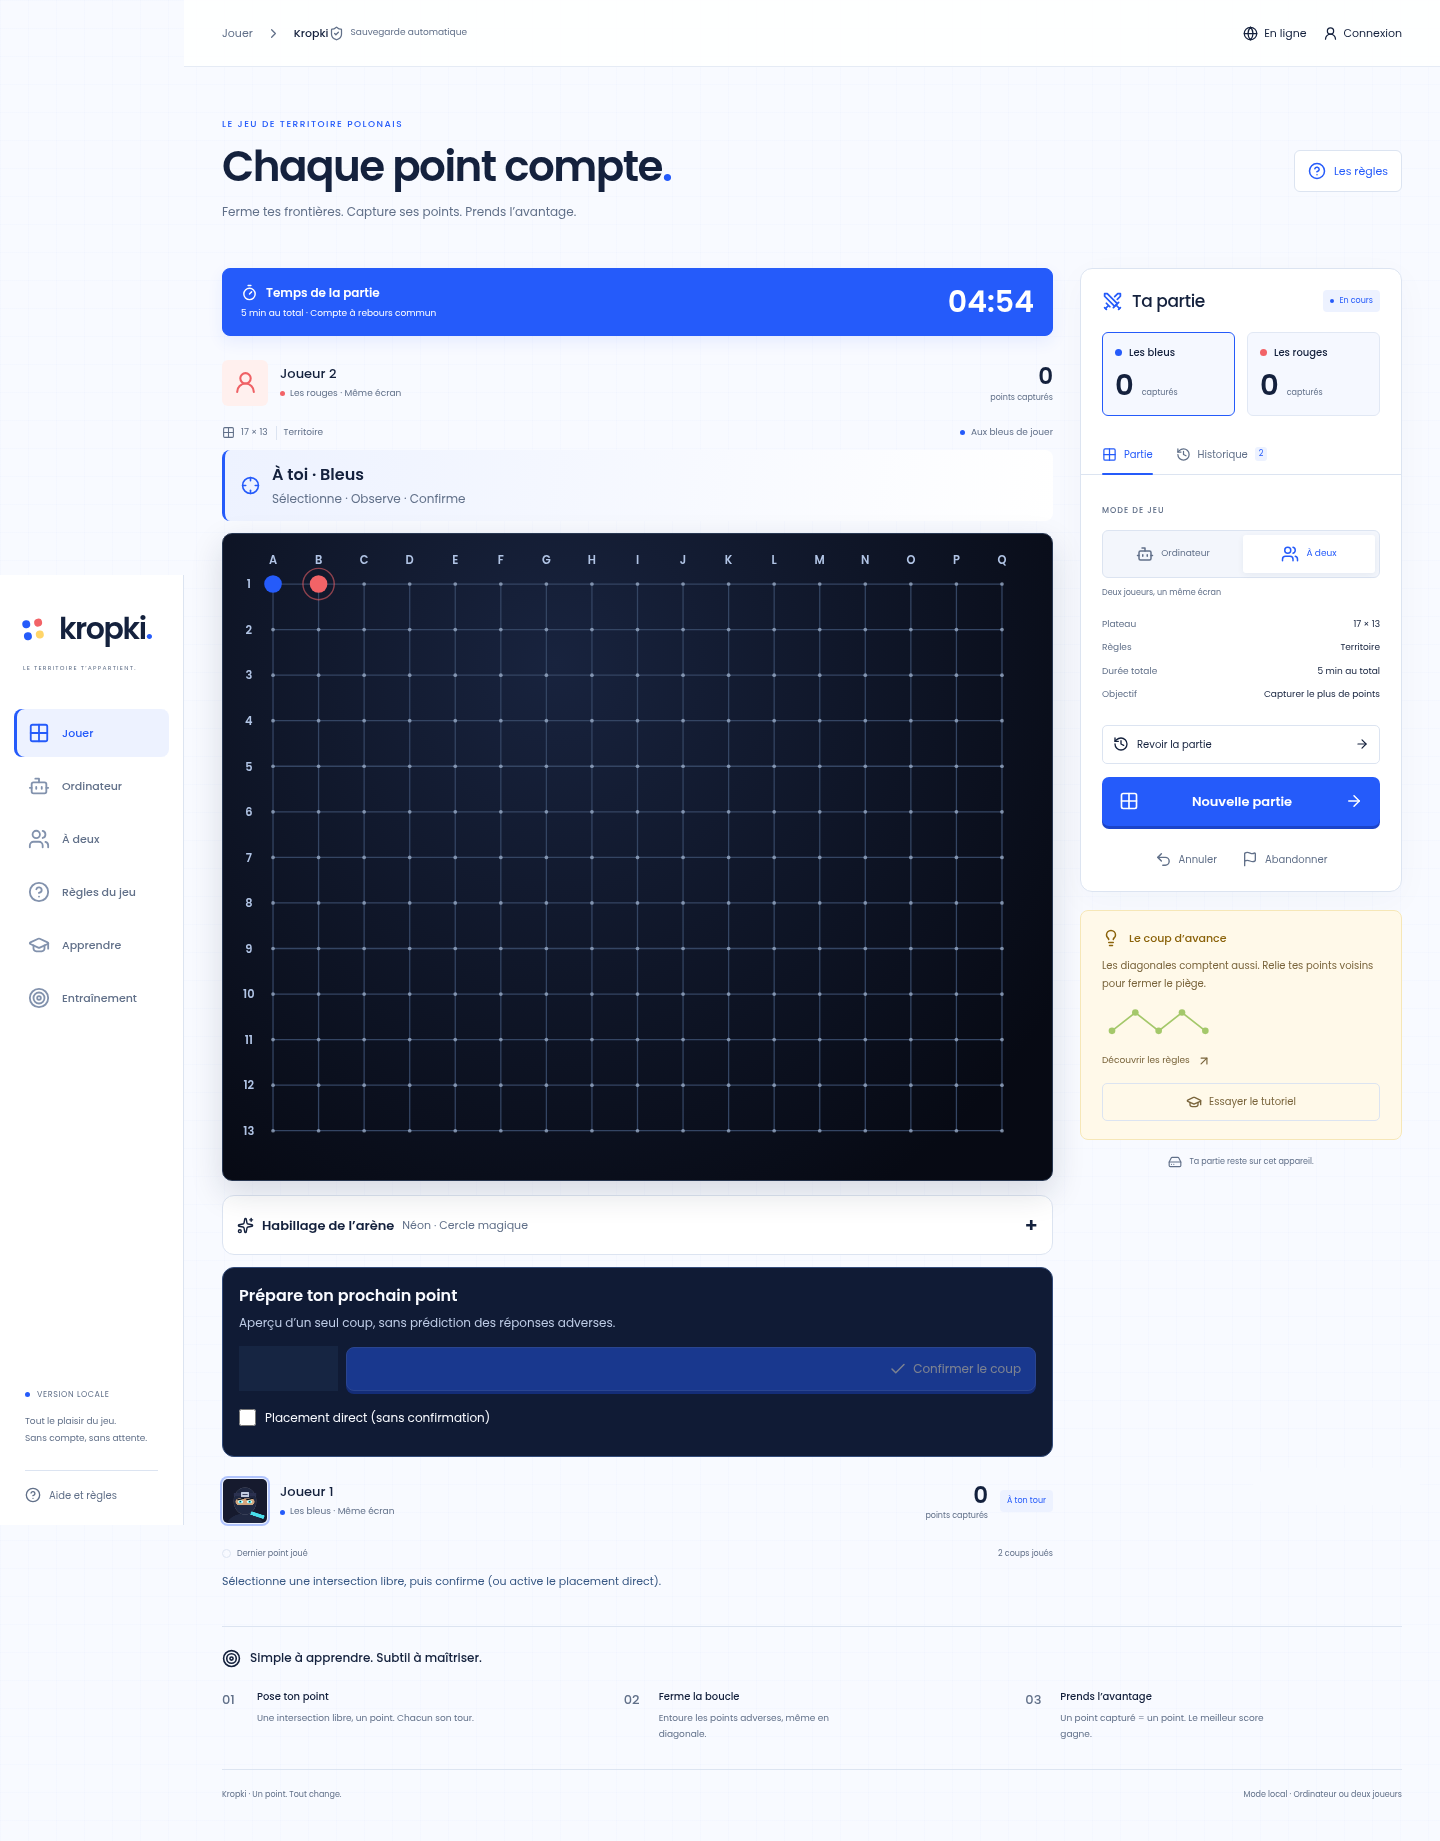 Jouer
Kropki
Sauvegarde automatique
En ligne
Connexion
LE JEU DE TERRITOIRE POLONAIS
Chaque point compte.
Ferme tes frontières. Capture ses points. Prends l’avantage.
Les règles
kropki.
LE TERRITOIRE T’APPARTIENT.
Jouer
Ordinateur
À deux
Règles du jeu
Apprendre
Entraînement
VERSION LOCALE
Tout le plaisir du jeu.
Sans compte, sans attente.
Aide et règles
Temps de la partie
5 min au total · Compte à rebours commun
04:54
Joueur 2
Les rouges · Même écran
0
points capturés
17 × 13
Territoire
Aux bleus de jouer
À toi · Bleus
Sélectionne · Observe · Confirme
A B C D E F G H I J K L M N O P Q
1
2
3
4
5
6
7
8
9
10
11
12
13
Habillage de l’arène
Néon · Cercle magique
+
Prépare ton prochain point
Aperçu d’un seul coup, sans prédiction des réponses adverses.
Confirmer le coup
Placement direct (sans confirmation)
Joueur 1
Les bleus · Même écran
0
points capturés
À ton tour
Dernier point joué
2 coups joués
Sélectionne une intersection libre, puis confirme (ou active le placement direct).
Ta partie
En cours
Les bleus
0 capturés
Les rouges
0 capturés
Partie
Historique
2
MODE DE JEU
Ordinateur
À deux
Deux joueurs, un même écran
Plateau 17 × 13
Règles Territoire
Durée totale 5 min au total
Objectif Capturer le plus de points
Revoir la partie
Nouvelle partie
Annuler
Abandonner
Le coup d’avance
Les diagonales comptent aussi. Relie tes points voisins
pour fermer le piège.
Découvrir les règles
Essayer le tutoriel
Ta partie reste sur cet appareil.
Simple à apprendre. Subtil à maîtriser.
01
Pose ton point
Une intersection libre, un point. Chacun son tour.
02
Ferme la boucle
Entoure les points adverses, même en
diagonale.
03
Prends l’avantage
Un point capturé = un point. Le meilleur score
gagne.
Kropki · Un point. Tout change.
Mode local · Ordinateur ou deux joueurs